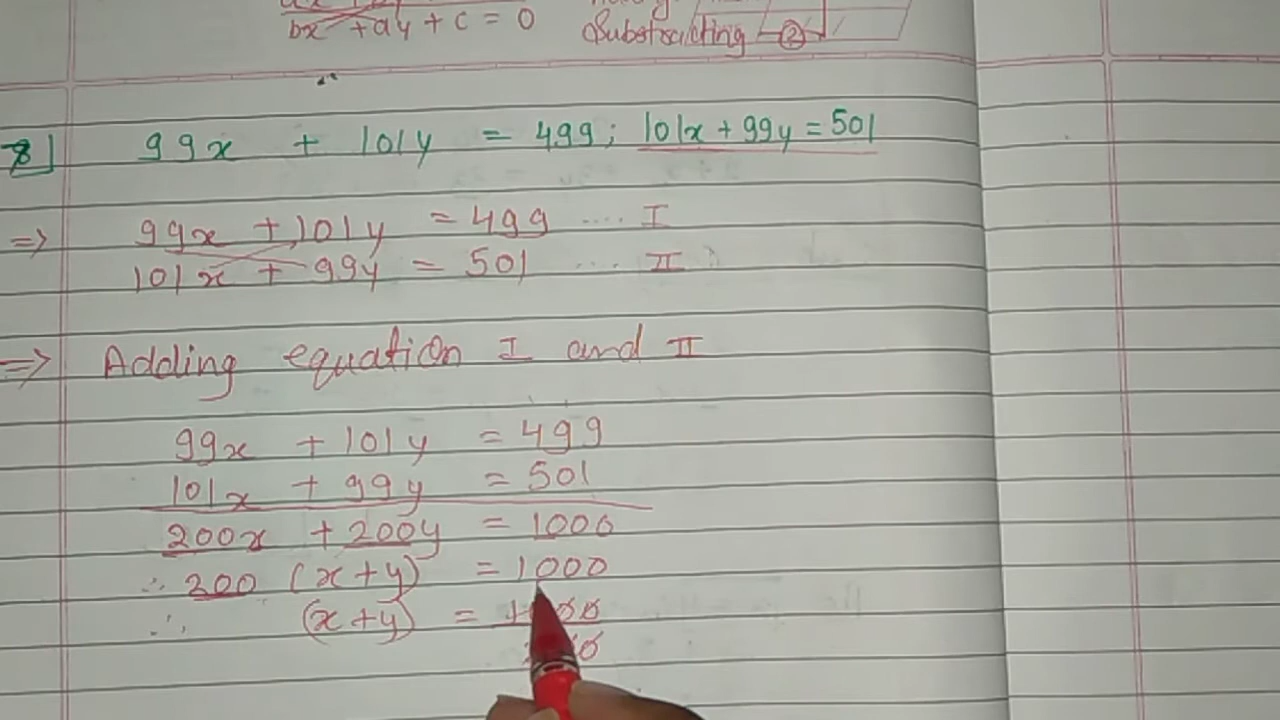 bx + ay + c = 0
Substracting ②
8] 99x + 101y = 499; 101x + 99y = 501
=> 99x + 101y = 499 .... I
101x + 99y = 501 .... II
=> Adding equation I and II
99x + 101y = 499
101x + 99y = 501
200x + 200y = 1000
∴ 200 (x+y) = 1000
∴ (x+y) =